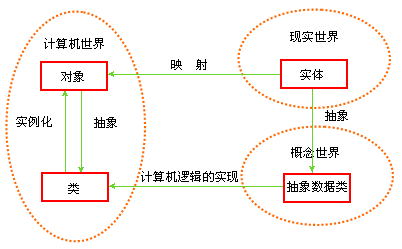 计算机世界
现实世界
对象
映 射
实体
实例化
抽象
抽象
概念世界
类
计算机逻辑的实现
抽象数据类